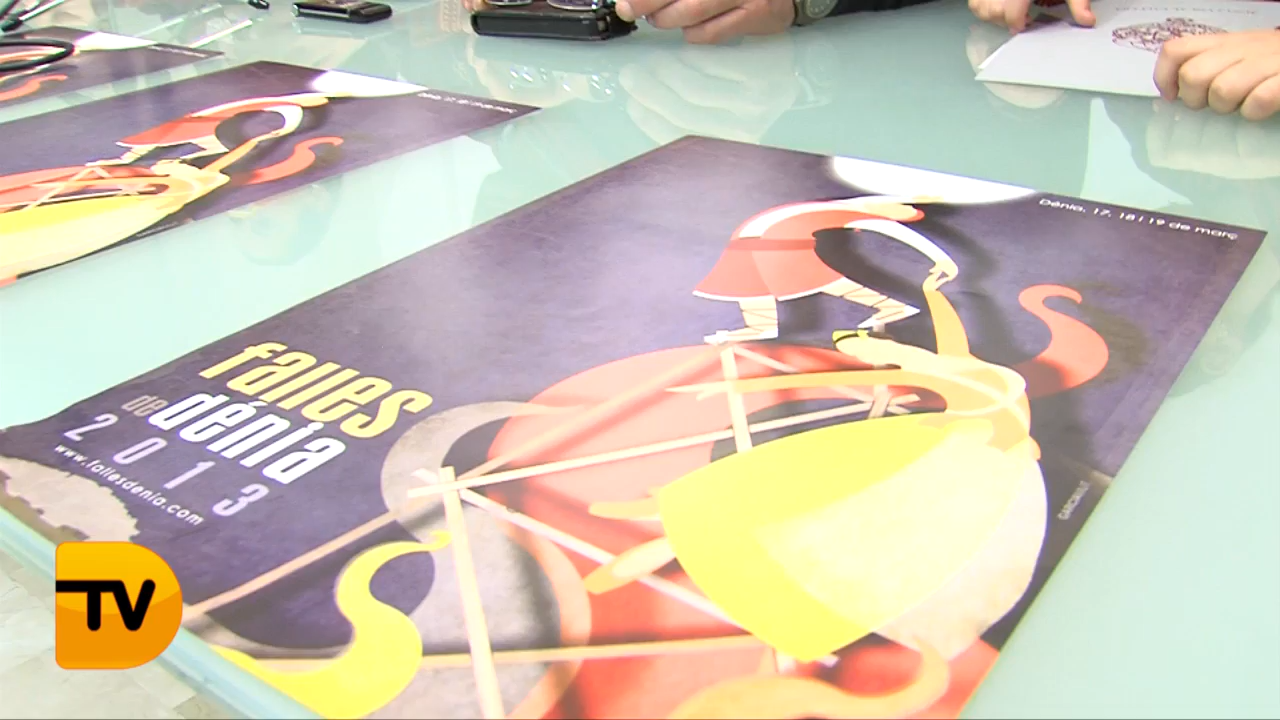 Dénia, 17, 18 i 19 de març
falles
de dénia
2013
www.fallesdenia.com
TV